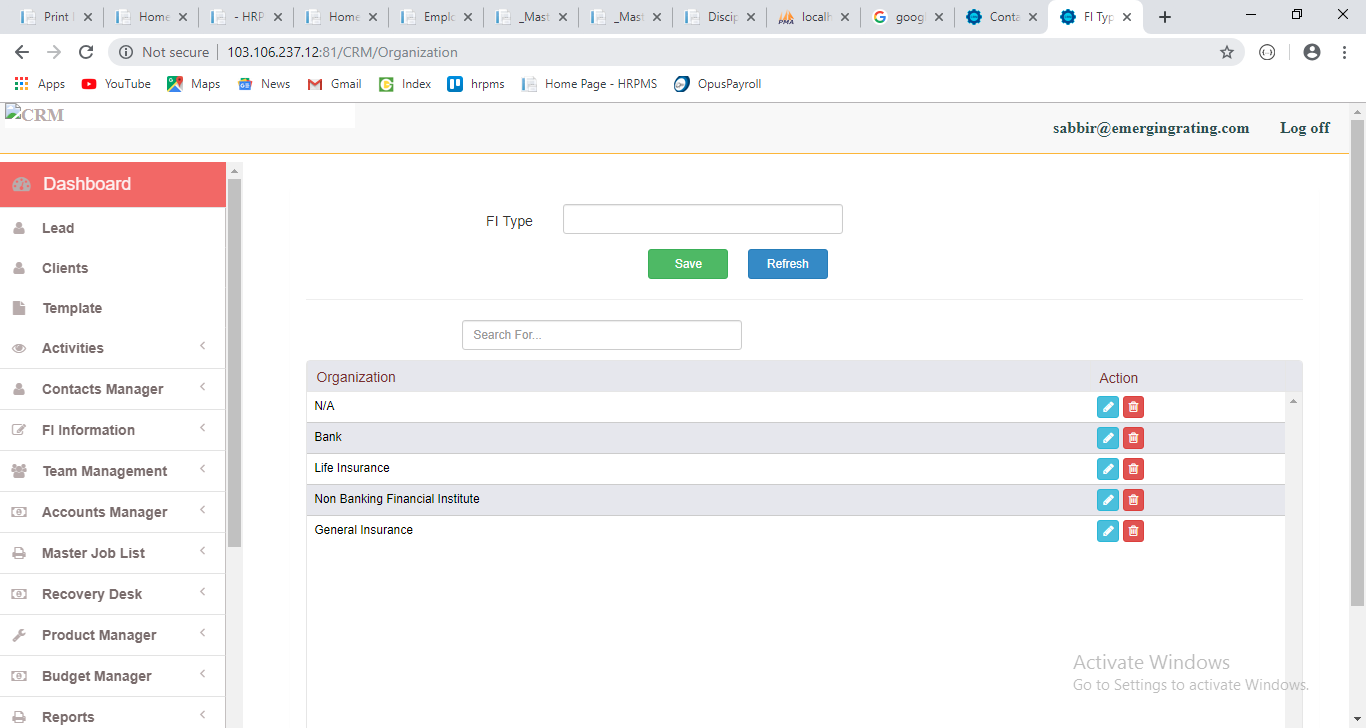 Print Home - HRP Home Emplo _Mast _Mast Discip localh googl Conta FI Typ
Not secure 103.106.237.12:81/CRM/Organization
Apps YouTube Maps News Gmail Index hrpms Home Page - HRPMS OpusPayroll
CRM
sabbir@emergingrating.com Log off
Dashboard
Lead
Clients
Template
Activities
Contacts Manager
FI Information
Team Management
Accounts Manager
Master Job List
Recovery Desk
Product Manager
Budget Manager
Reports
FI Type
Save Refresh
Search For...
Organization Action
N/A
Bank
Life Insurance
Non Banking Financial Institute
General Insurance
Activate Windows
Go to Settings to activate Windows.